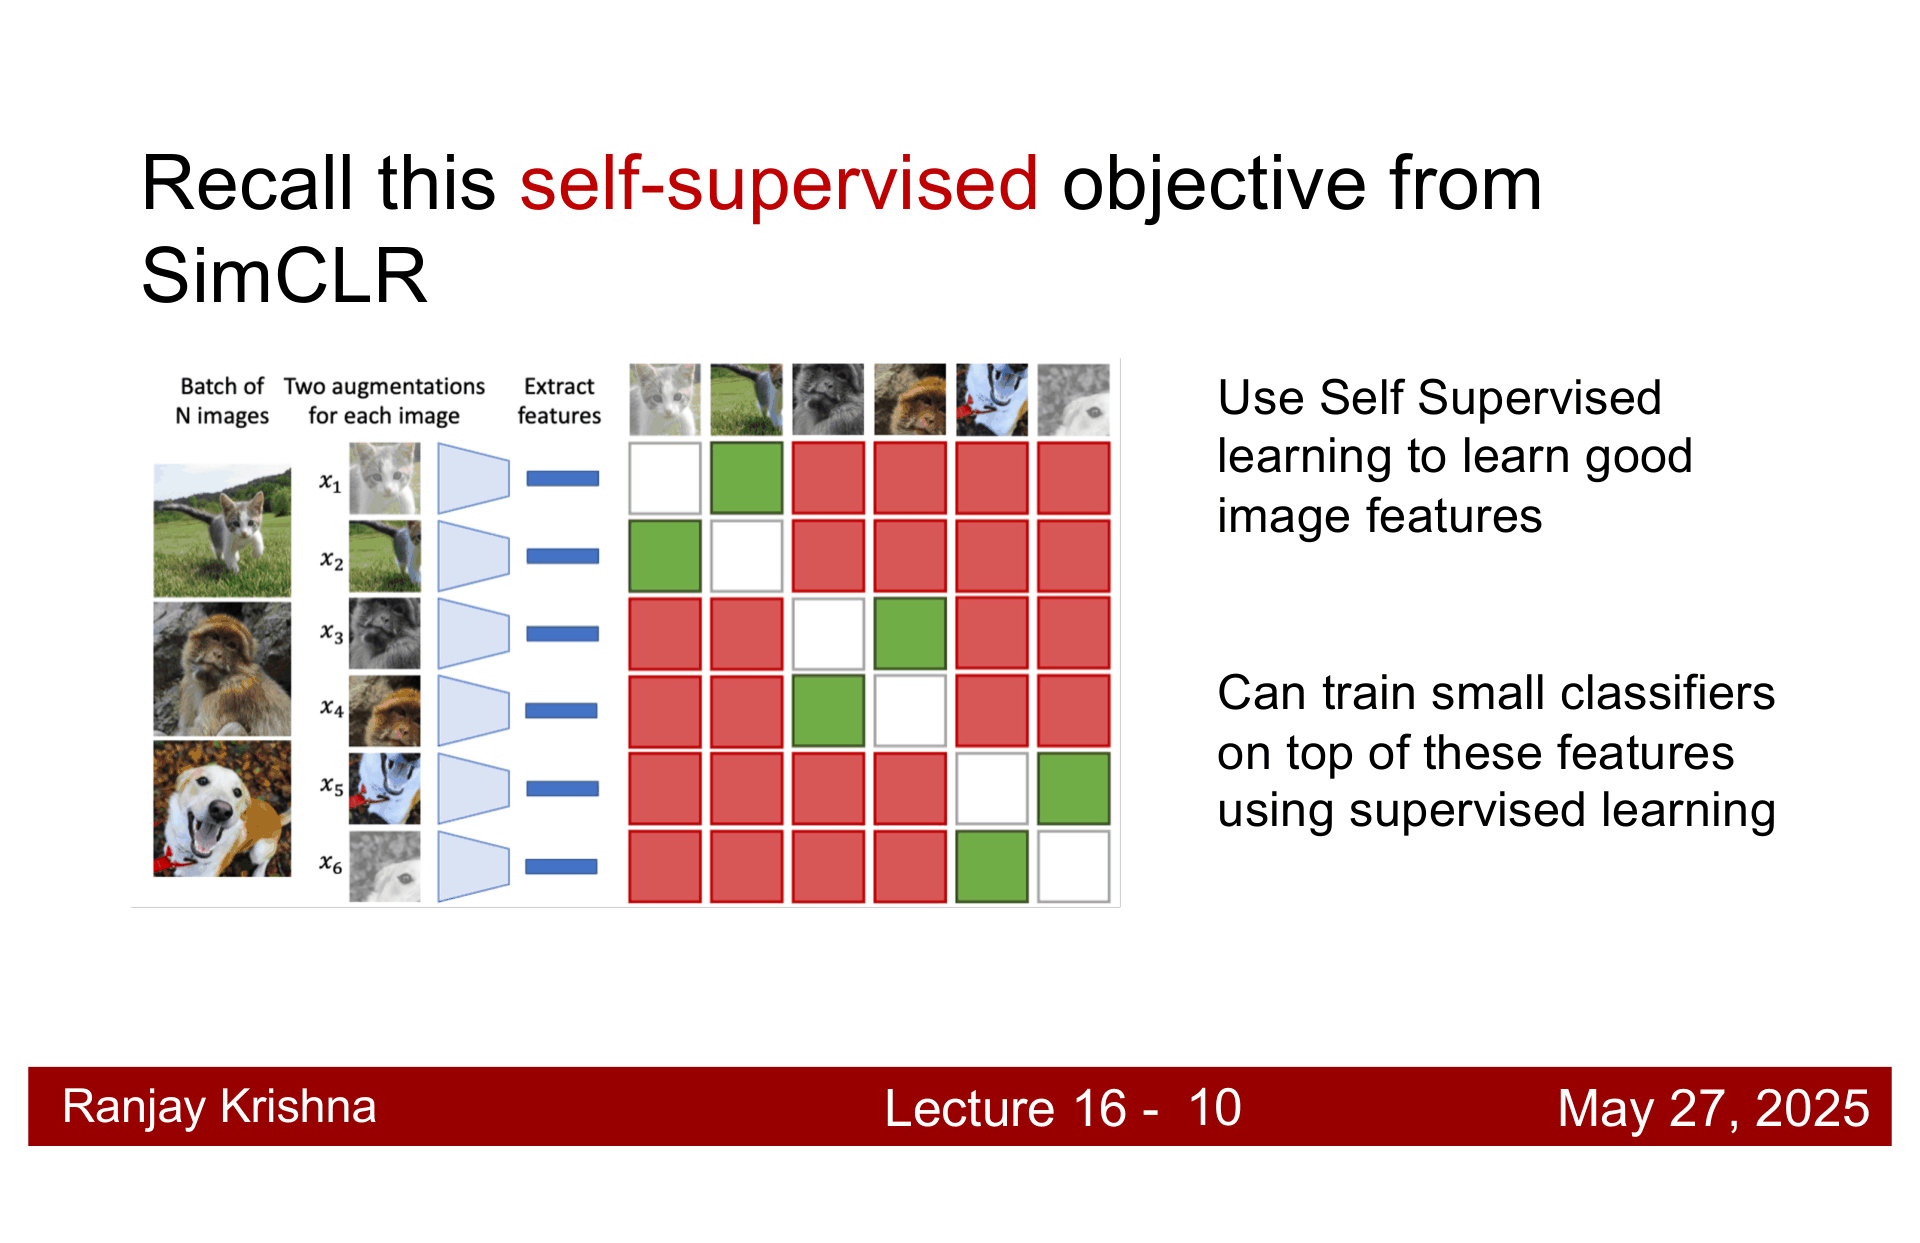 Recall this self-supervised objective from
SimCLR
Batch of
N images
Two augmentations
for each image
Extract
features
x₁
x₂
x₃
x₄
x₅
x₆
Use Self Supervised
learning to learn good
image features
Can train small classifiers
on top of these features
using supervised learning
Ranjay Krishna
Lecture 16 - 10
May 27, 2025